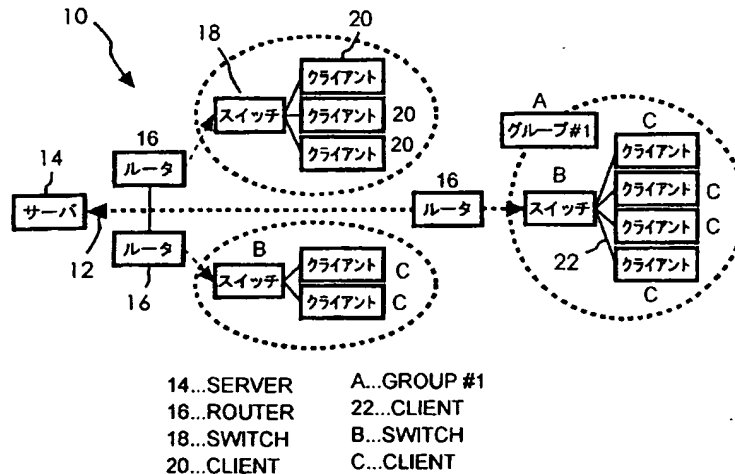 10
18
20
クライアント
スイッチ
クライアント
20
クライアント
20
A
グループ#1
C
クライアント
16
ルータ
B
スイッチ
クライアント
C
クライアント
C
クライアント
C
22
14
サーバ
12
16
ルータ
ルータ
16
B
スイッチ
クライアント
C
クライアント
C
14...SERVER
16...ROUTER
18...SWITCH
20...CLIENT
A...GROUP #1
22...CLIENT
B...SWITCH
C...CLIENT